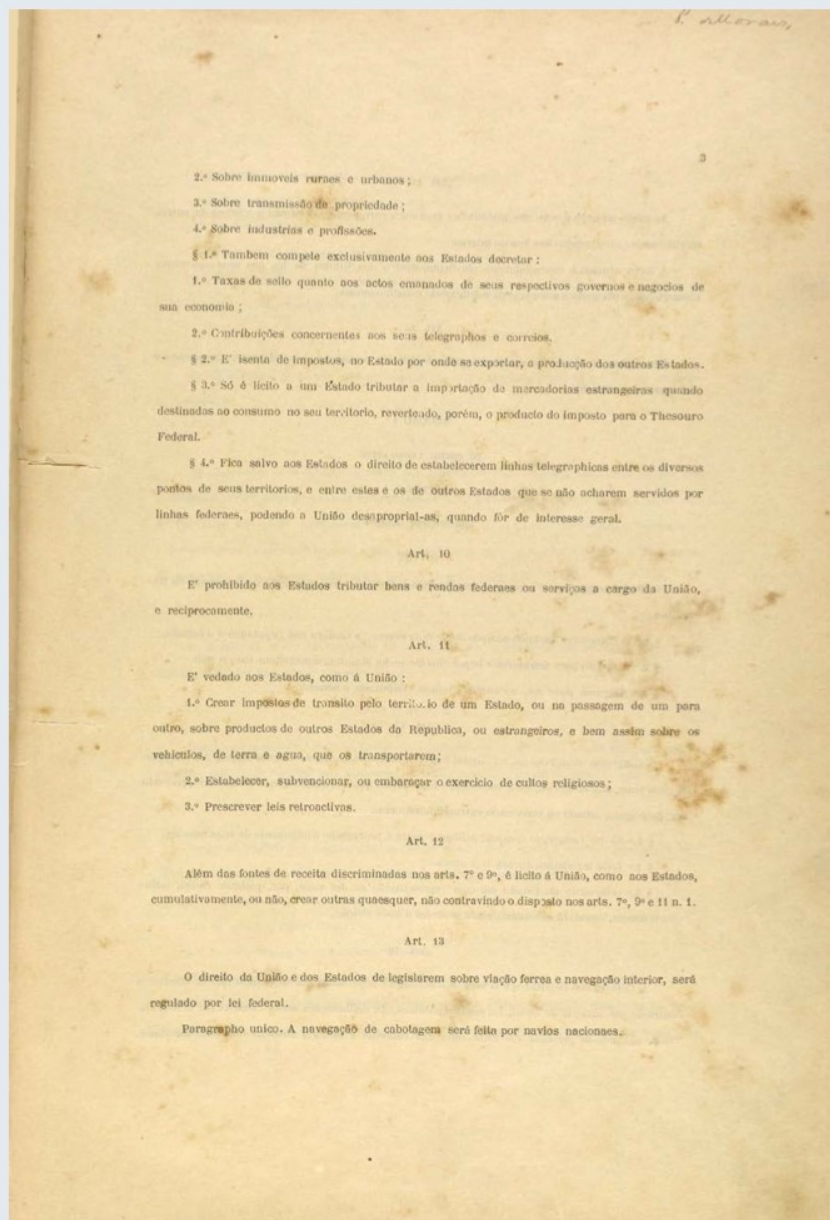 P. de Moraes,
3
2.º Sobre immoveis ruraes e urbanos;
3.º Sobre transmissão de propriedade;
4.º Sobre industrias e profissões.
§ 1.º Tambem compete exclusivamente aos Estados decretar:
1.º Taxas de sello quanto aos actos emanados de seus respectivos governos e negocios de
sua economia;
2.º Contribuições concernentes aos seus telegraphos e correios.
§ 2.º E' isenta de impostos, no Estado por onde se exportar, a producção dos outros Estados.
§ 3.º Só é licito a um Estado tributar a importação de mercadorias estrangeiras quando
destinadas ao consumo no seu territorio, revertendo, porém, o producto do imposto para o Thesouro
Federal.
§ 4.º Fica salvo aos Estados o direito de estabelecerem linhas telegraphicas entre os diversos
pontos de seus territorios, e entre estes e os de outros Estados que se não acharem servidos por
linhas federaes, podendo a União desaproprial-as, quando fôr de interesse geral.
Art. 10
E' prohibido aos Estados tributar bens e rendas federaes ou serviços a cargo da União,
e reciprocamente.
Art. 11
E' vedado aos Estados, como á União:
1.º Crear impostos de transito pelo territorio de um Estado, ou na passagem de um para
outro, sobre productos de outros Estados da Republica, ou estrangeiros, e bem assim sobre os
vehiculos, de terra e agua, que os transportarem;
2.º Estabelecer, subvencionar, ou embaraçar o exercicio de cultos religiosos;
3.º Prescrever leis retroactivas.
Art. 12
Além das fontes de receita discriminadas nos arts. 7º e 9º, é licito á União, como aos Estados,
cumulativamente, ou não, crear outras quaesquer, não contravindo o disposto nos arts. 7º, 9º e 11 n. 1.
Art. 13
O direito da União e dos Estados de legislarem sobre viação ferrea e navegação interior, será
regulado por lei federal.
Paragrapho unico. A navegação de cabotagem será feita por navios nacionaes.